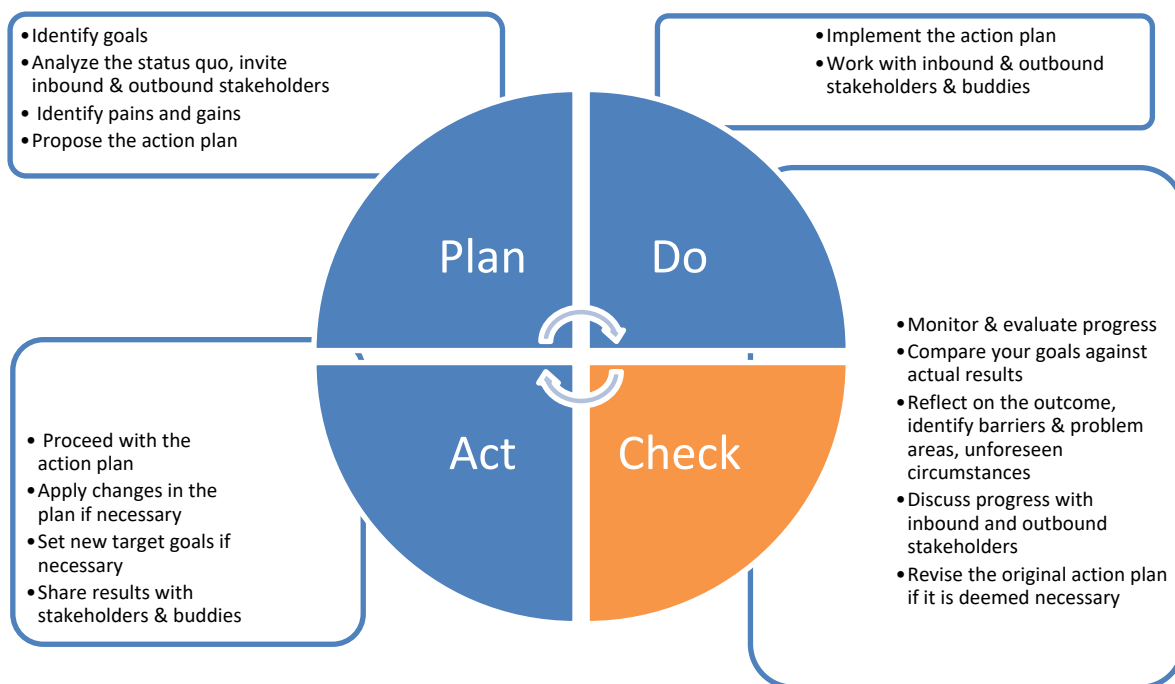 •Identify goals
•Analyze the status quo, invite
inbound & outbound stakeholders
• Identify pains and gains
•Propose the action plan
•Implement the action plan
•Work with inbound & outbound
stakeholders & buddies
Plan
Do
•Monitor & evaluate progress
•Compare your goals against
actual results
•Reflect on the outcome,
identify barriers & problem
areas, unforeseen
circumstances
•Discuss progress with
inbound and outbound
stakeholders
•Revise the original action plan
if it is deemed necessary
• Proceed with the
action plan
•Apply changes in the
plan if necessary
•Set new target goals if
necessary
•Share results with
stakeholders & buddies
Act
Check